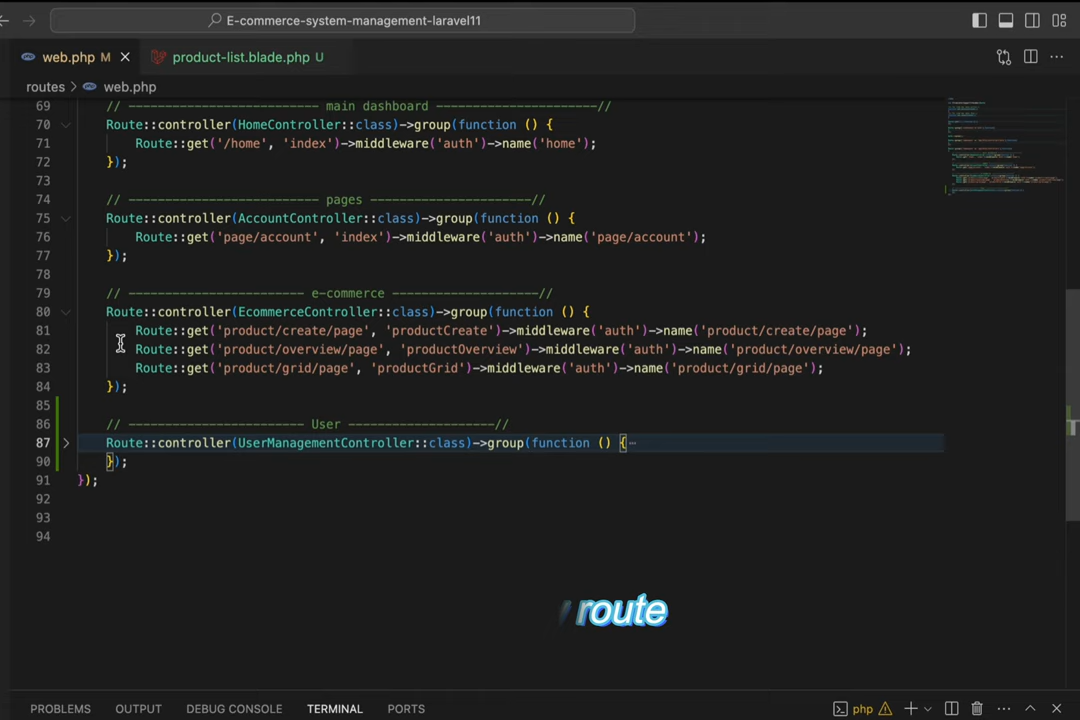 E-commerce-system-management-laravel11
web.php M
product-list.blade.php U
routes > web.php
69 // -------------------------- main dashboard ----------------------//
70 Route::controller(HomeController::class)->group(function () {
71 Route::get('/home', 'index')->middleware('auth')->name('home');
72 });
73
74 // -------------------------- pages ----------------------//
75 Route::controller(AccountController::class)->group(function () {
76 Route::get('page/account', 'index')->middleware('auth')->name('page/account');
77 });
78
79 // ------------------------ e-commerce --------------------//
80 Route::controller(EcommerceController::class)->group(function () {
81 Route::get('product/create/page', 'productCreate')->middleware('auth')->name('product/create/page');
82 Route::get('product/overview/page', 'productOverview')->middleware('auth')->name('product/overview/page');
83 Route::get('product/grid/page', 'productGrid')->middleware('auth')->name('product/grid/page');
84 });
85
86 // ------------------------ User --------------------//
87 Route::controller(UserManagementController::class)->group(function () { ⋯
90 });
91 });
92
93
94
route
PROBLEMS OUTPUT DEBUG CONSOLE TERMINAL PORTS
php